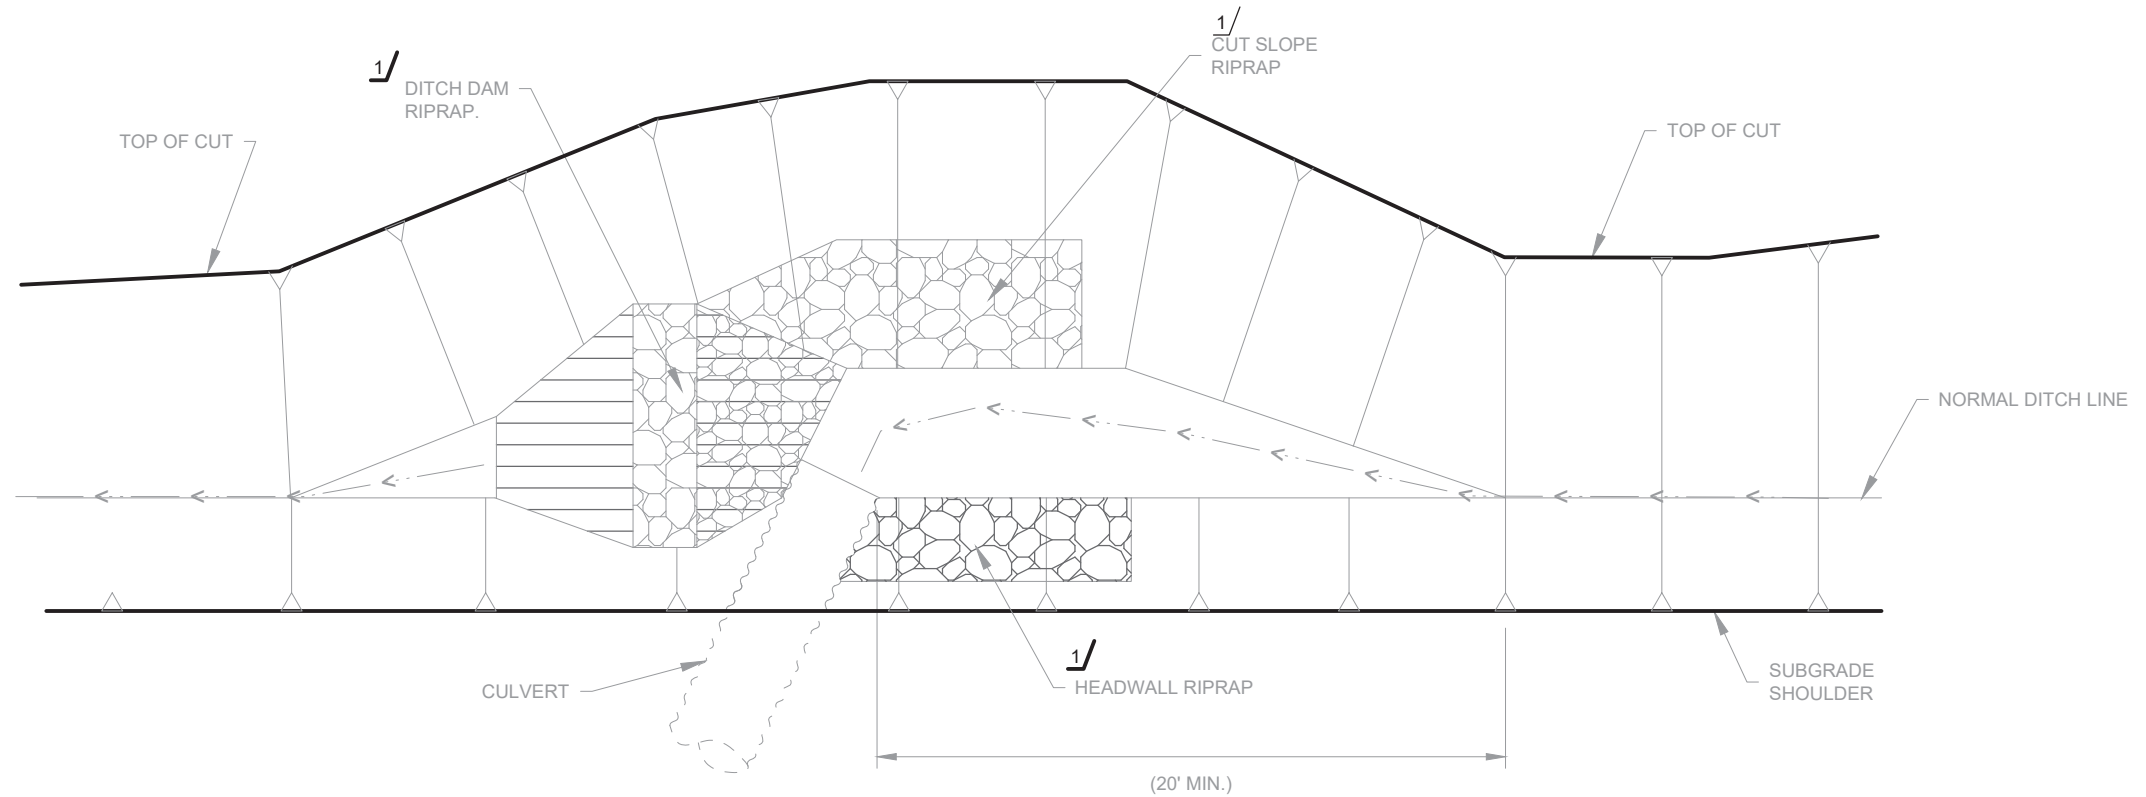 1/
CUT SLOPE
RIPRAP
1/
DITCH DAM
RIPRAP.
TOP OF CUT
TOP OF CUT
NORMAL DITCH LINE
1/
HEADWALL RIPRAP
CULVERT
SUBGRADE
SHOULDER
(20' MIN.)